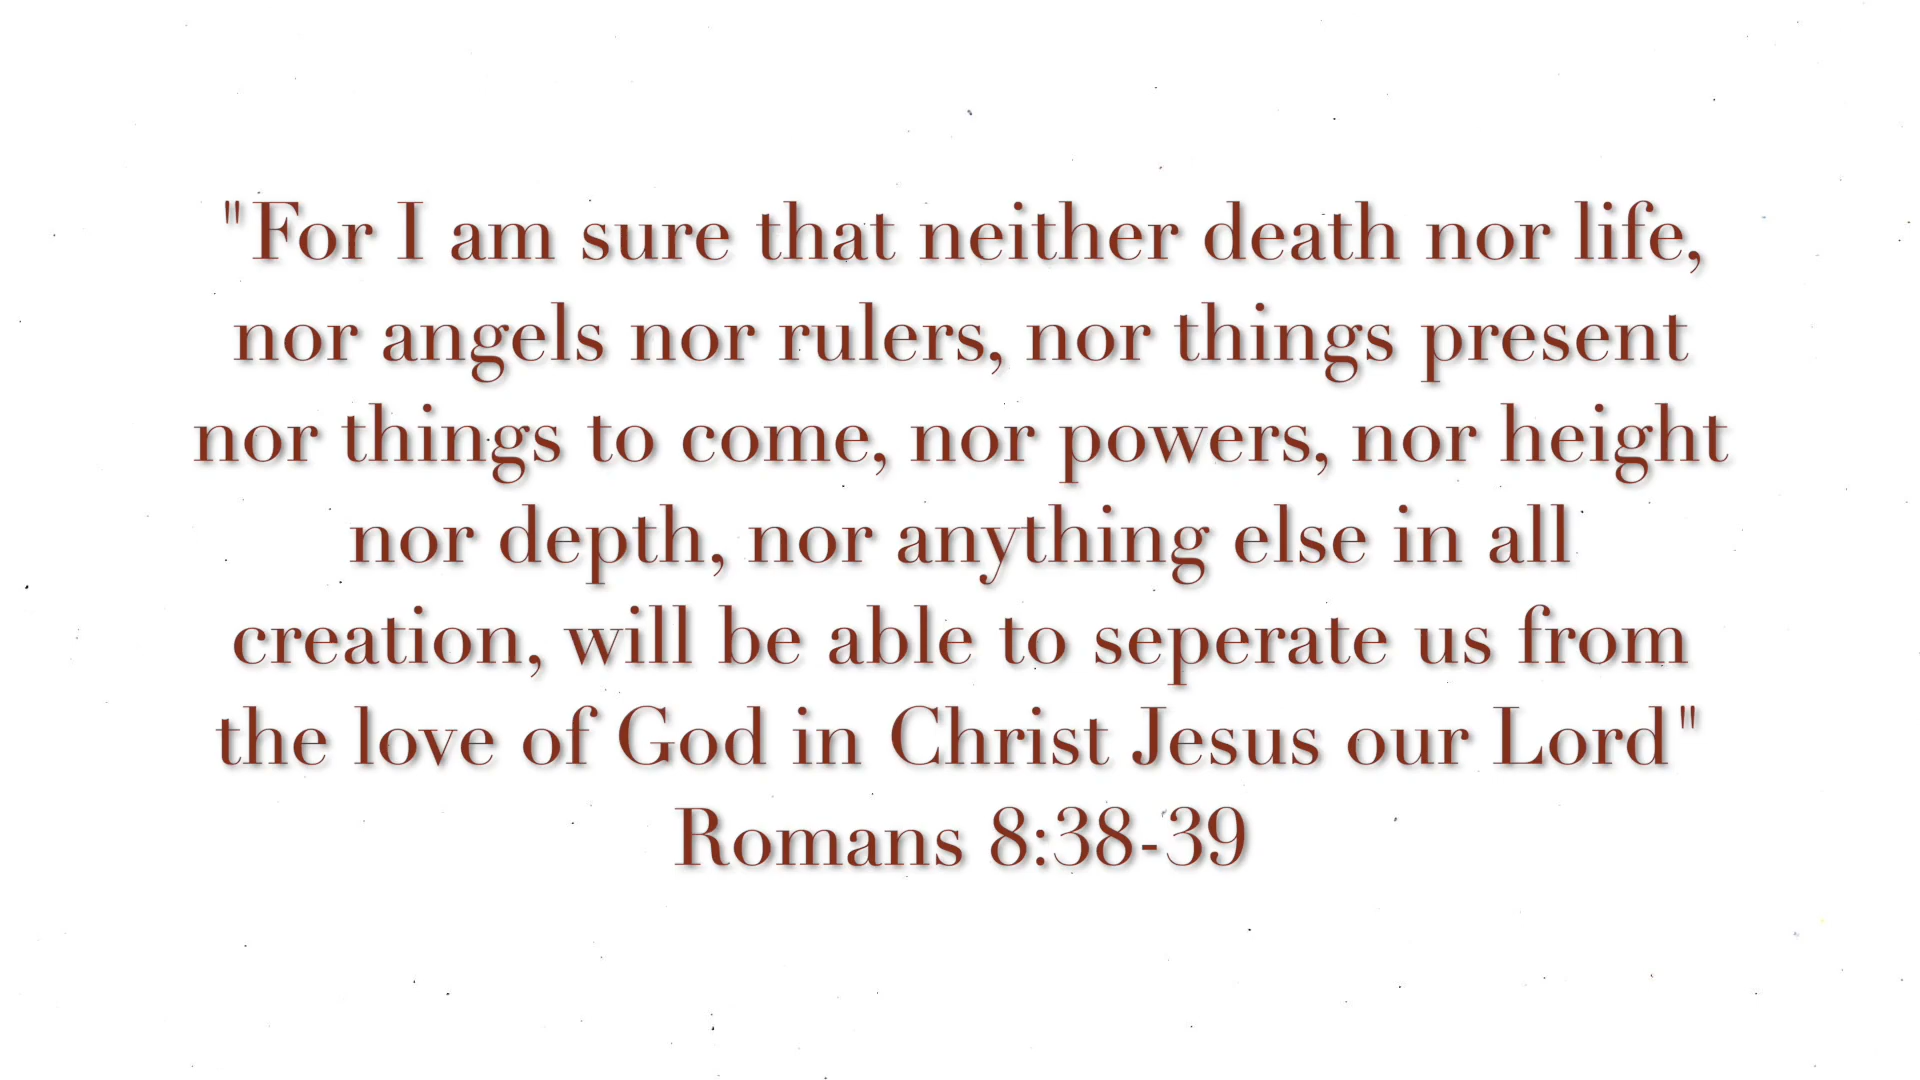 "For I am sure that neither death nor life,
nor angels nor rulers, nor things present
nor things to come, nor powers, nor height
nor depth, nor anything else in all
creation, will be able to seperate us from
the love of God in Christ Jesus our Lord"
Romans 8:38-39